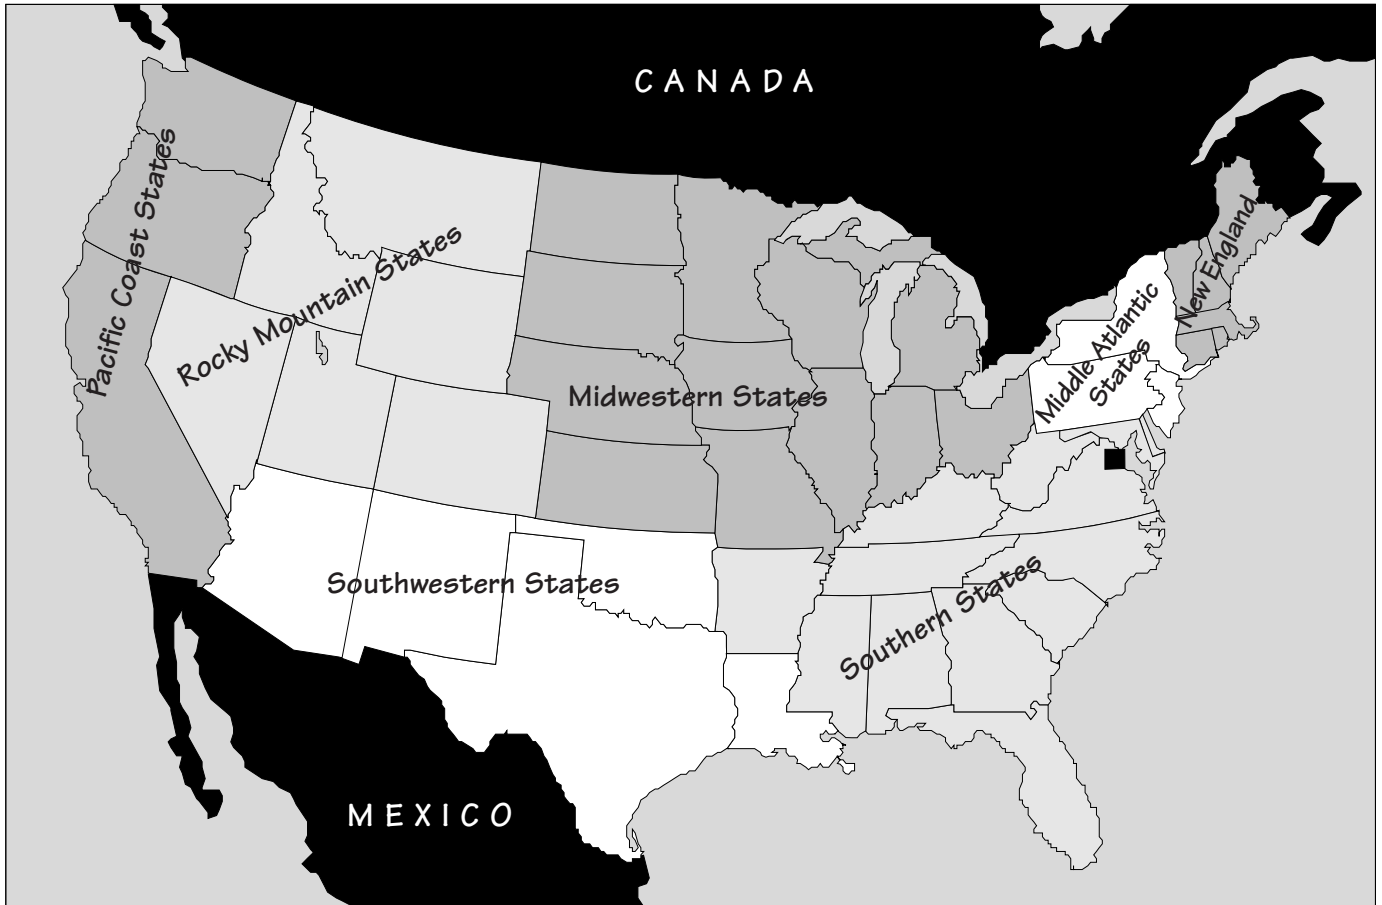 CANADA
Pacific Coast States
Rocky Mountain States
Midwestern States
New England
Middle Atlantic
States
Southwestern States
Southern States
MEXICO